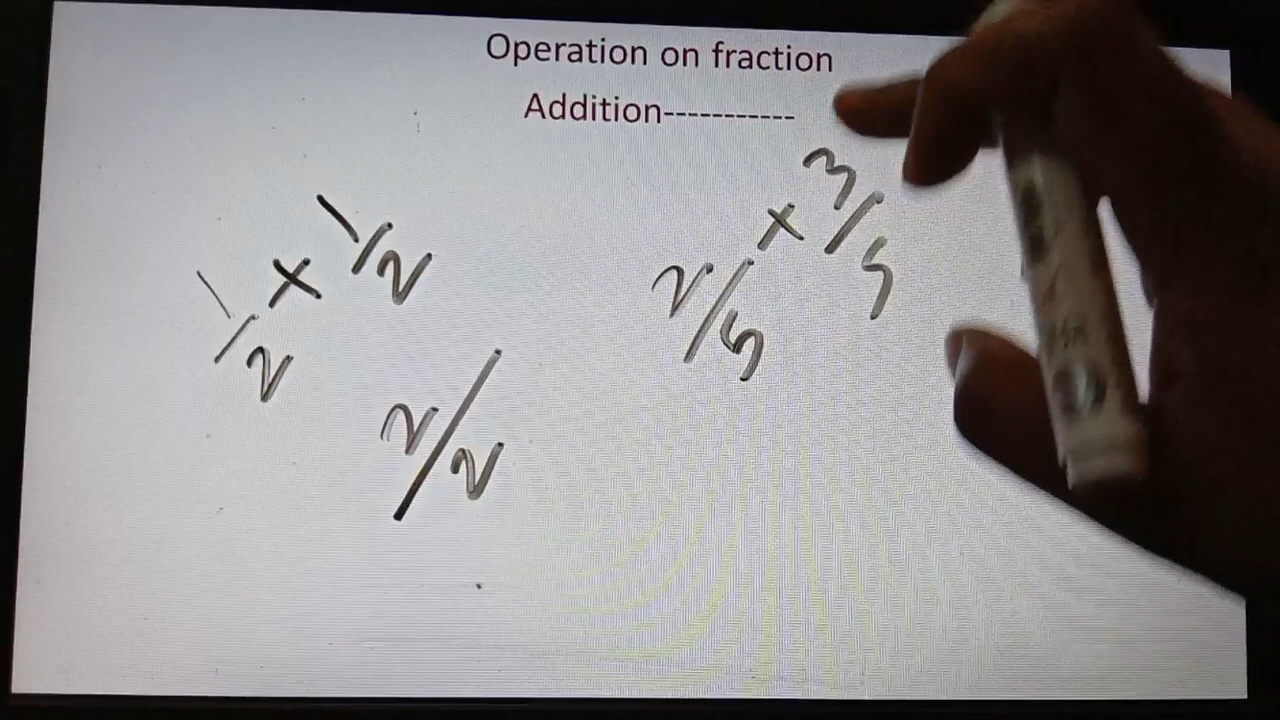 Operation on fraction
Addition-----------
1/2 + 1/2
2/2
2/5 + 3/5